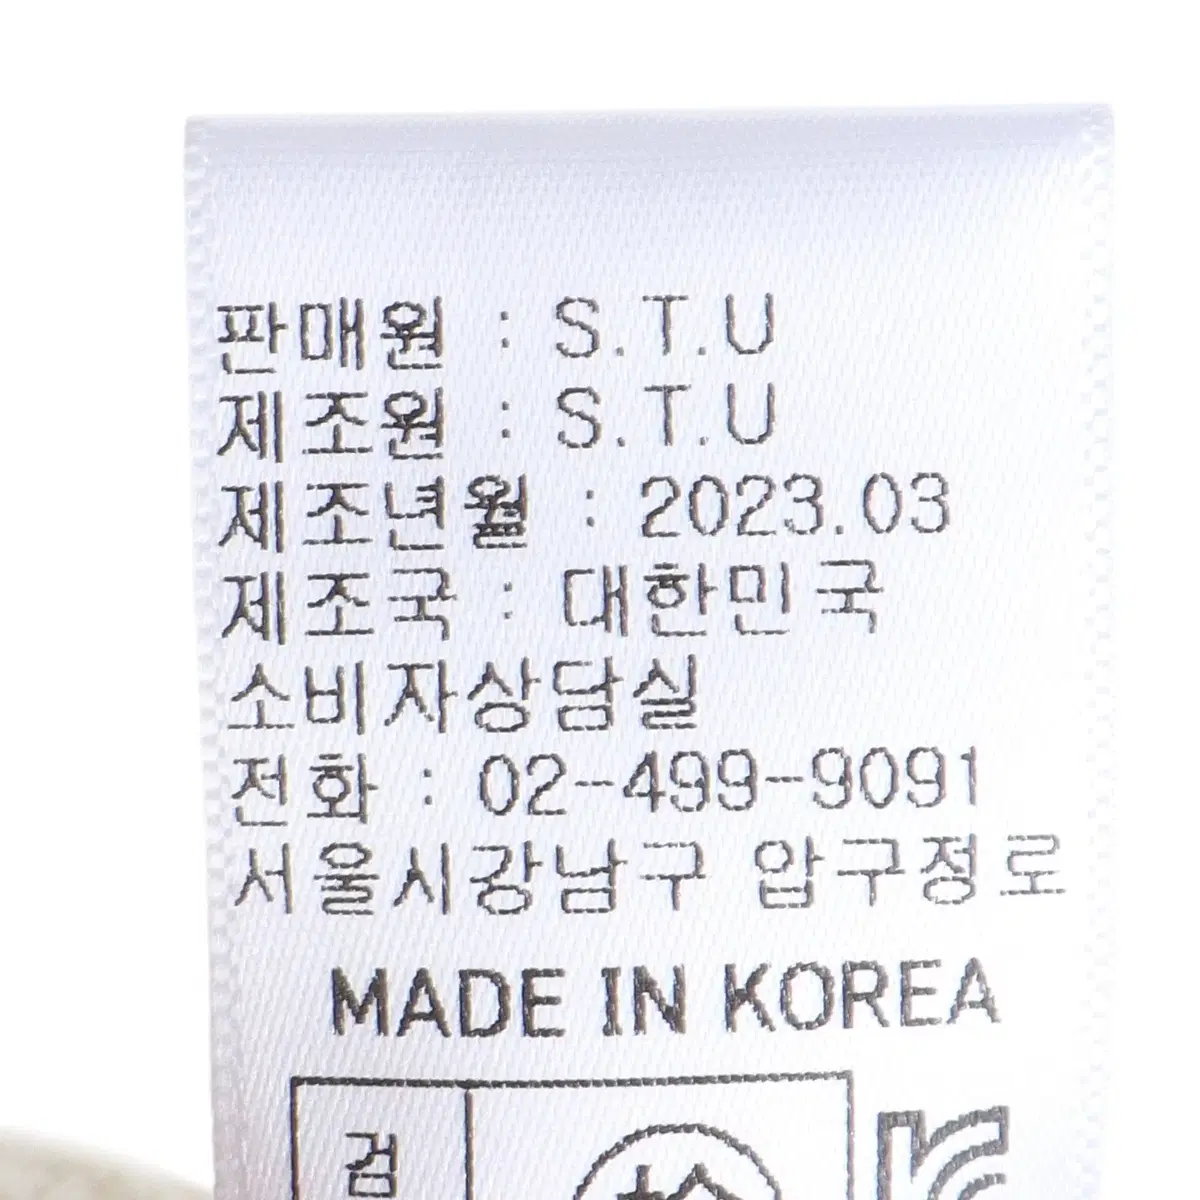 판매원 : S.T.U
제조원 : S.T.U
제조년월 : 2023.03
제조국 : 대한민국
소비자상담실
전화 : 02-499-9091
서울시강남구 압구정로
MADE IN KOREA
검